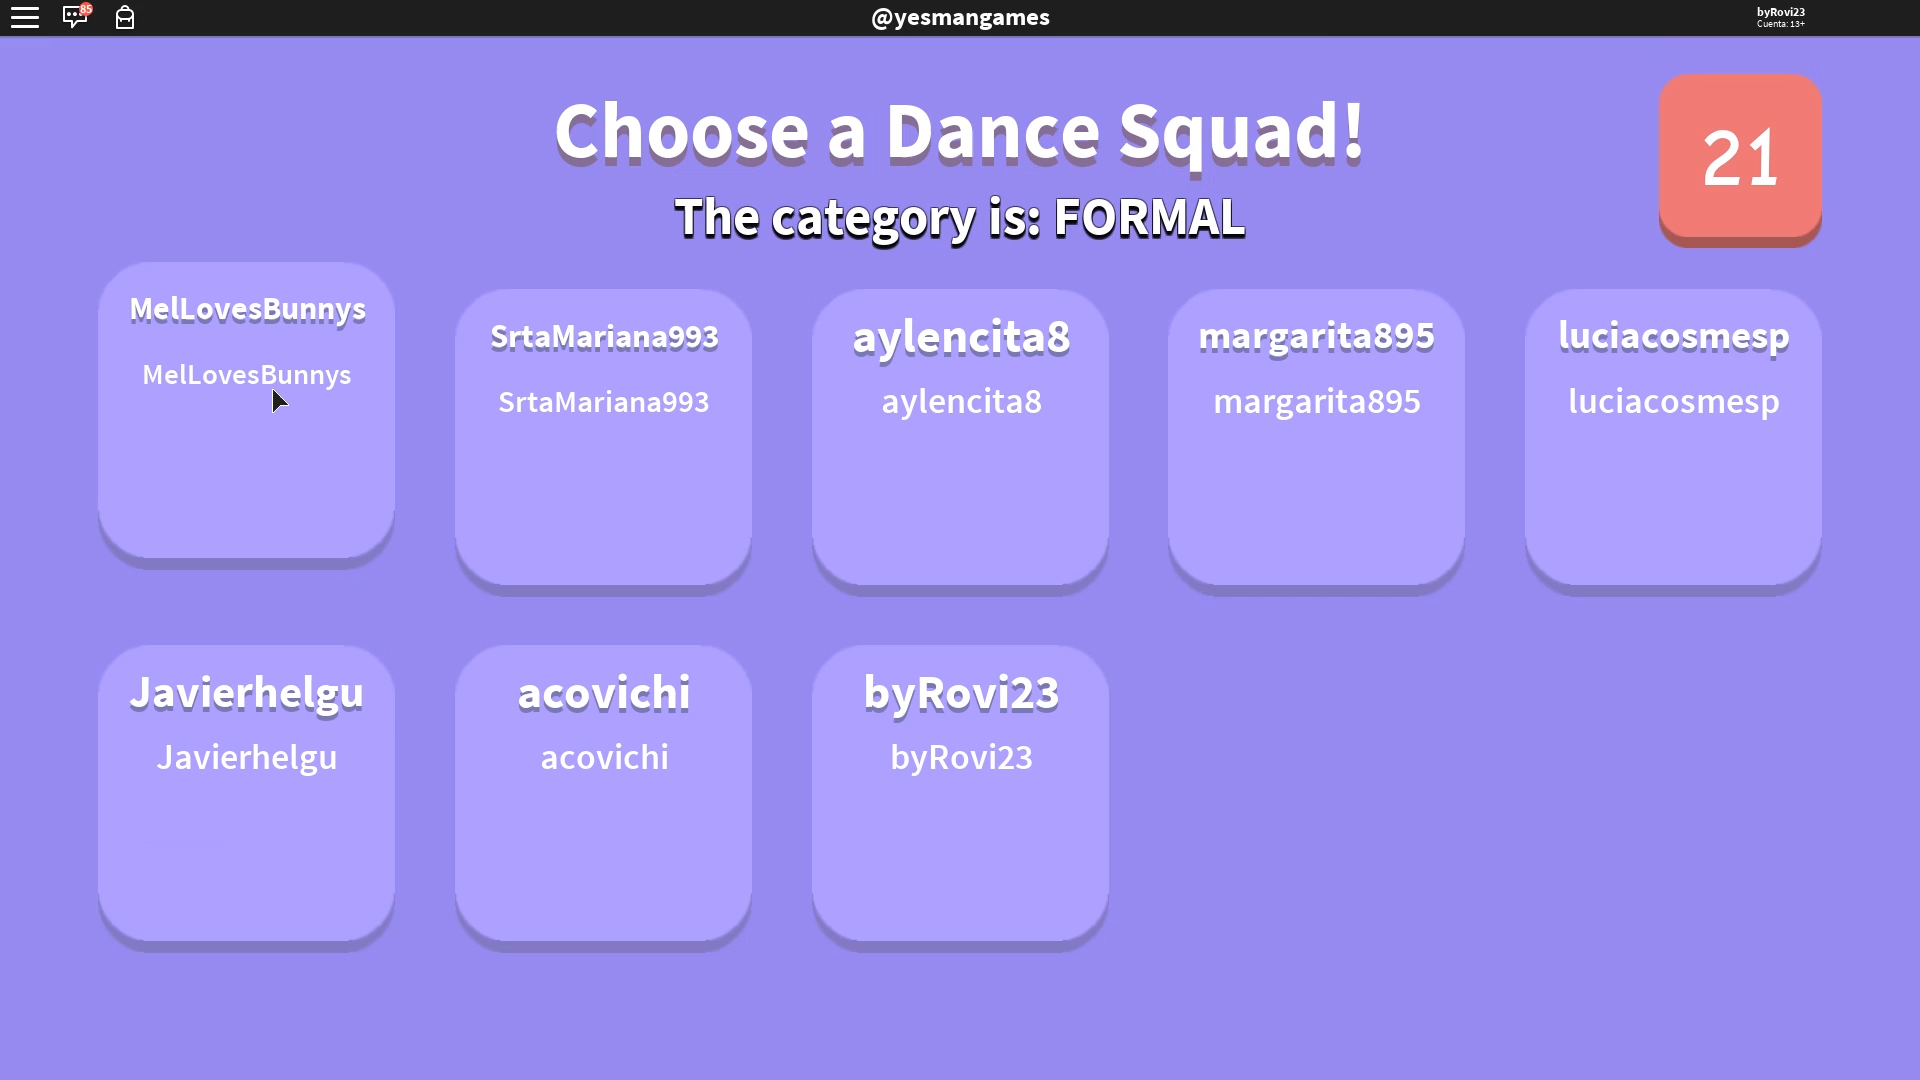 85
@yesmangames
byRovi23
Cuenta: 13+
Choose a Dance Squad!
21
The category is: FORMAL
MelLovesBunnys
MelLovesBunnys
SrtaMariana993
SrtaMariana993
aylencita8
aylencita8
margarita895
margarita895
luciacosmesp
luciacosmesp
Javierhelgu
Javierhelgu
acovichi
acovichi
byRovi23
byRovi23